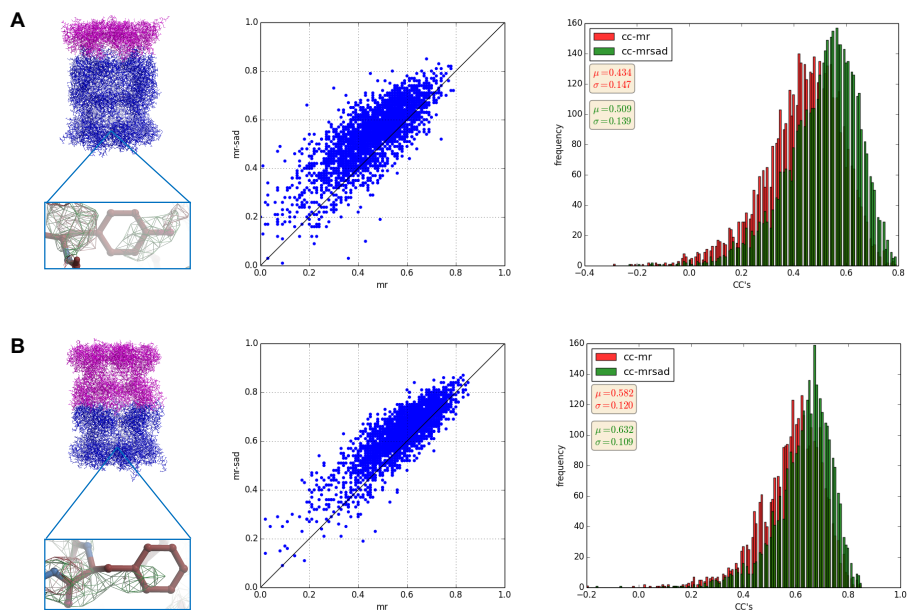 A
1.0
0.8
0.6
0.4
0.2
0.0
0.0
0.2
0.4
0.6
0.8
1.0
mr-sad
mr
160
140
120
100
80
60
40
20
0
−0.4
−0.2
0.0
0.2
0.4
0.6
0.8
frequency
CC's
cc-mr
cc-mrsad
μ=0.434
σ=0.147
μ=0.509
σ=0.139
B
1.0
0.8
0.6
0.4
0.2
0.0
0.0
0.2
0.4
0.6
0.8
1.0
mr-sad
mr
160
140
120
100
80
60
40
20
0
−0.2
0.0
0.2
0.4
0.6
0.8
1.0
frequency
CC's
cc-mr
cc-mrsad
μ=0.582
σ=0.120
μ=0.632
σ=0.109